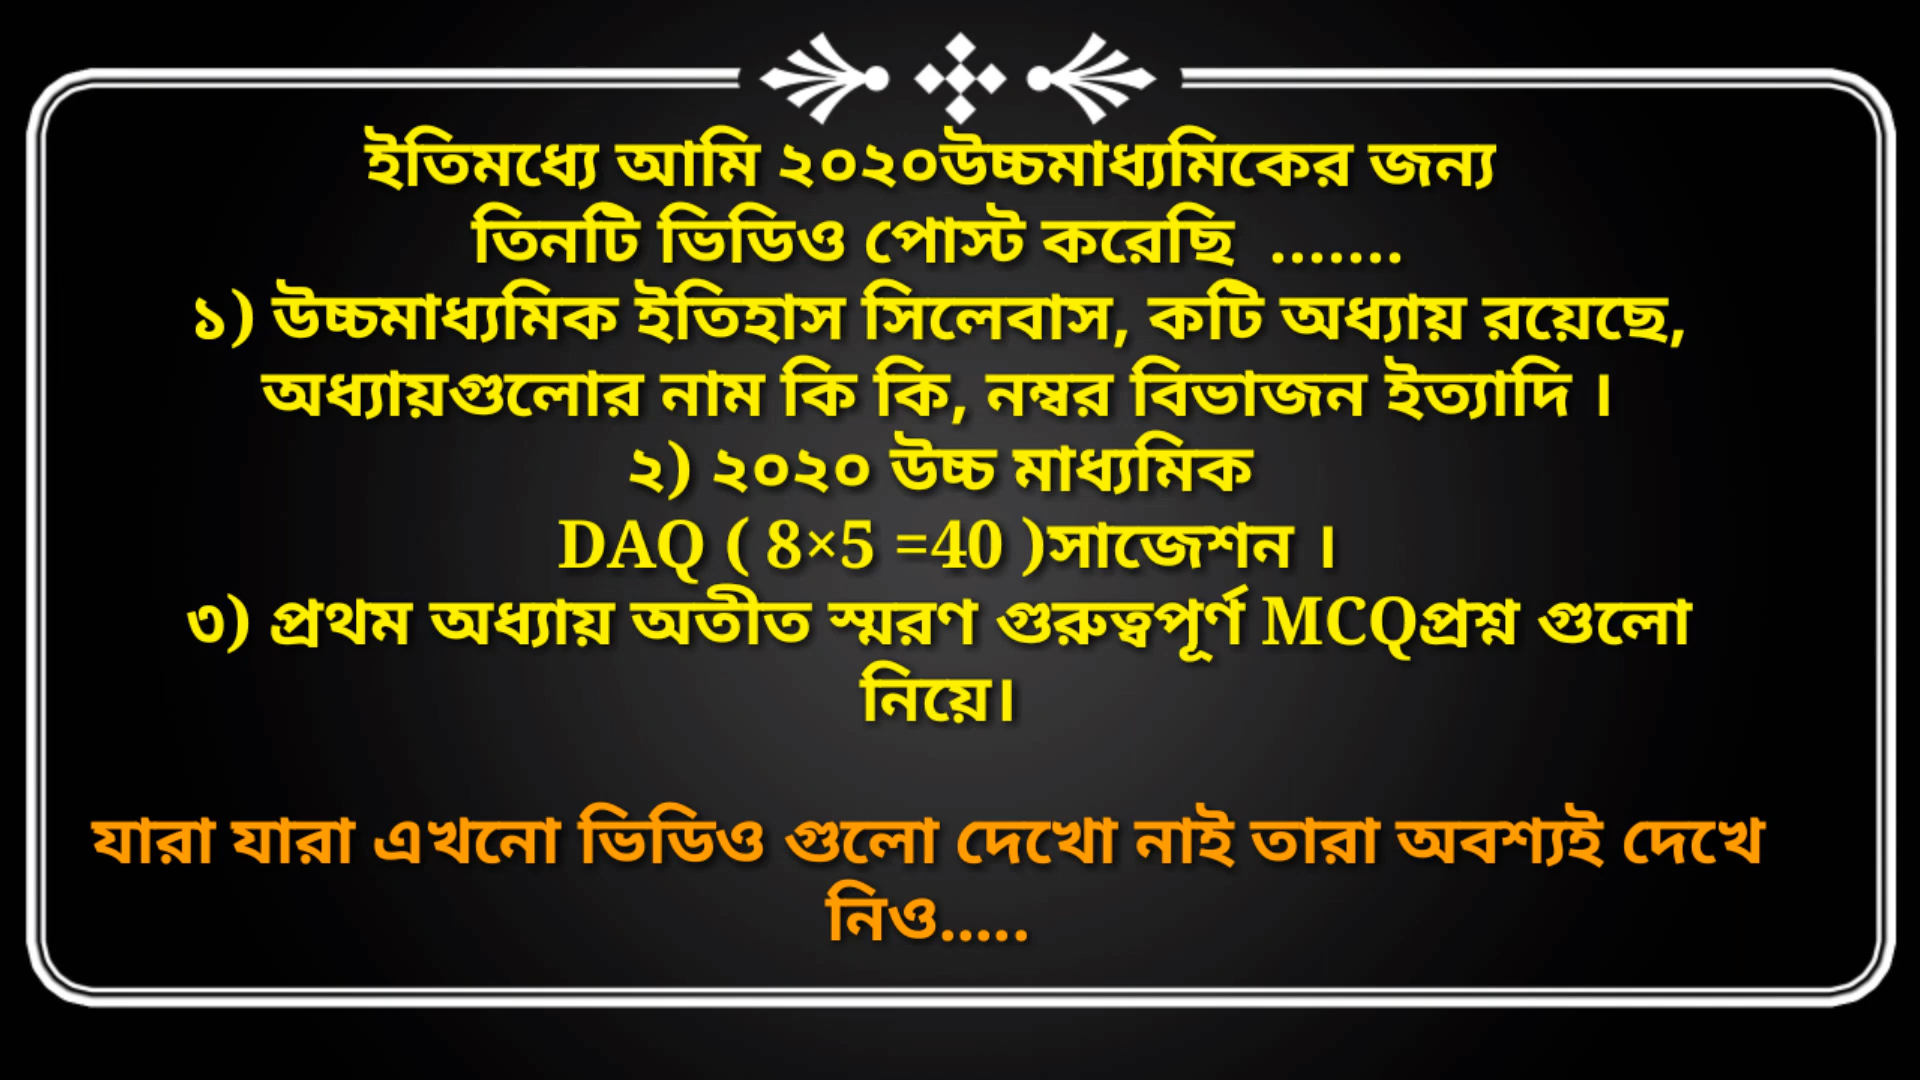 ইতিমধ্যে আমি ২০২০উচ্চমাধ্যমিকের জন্য
তিনটি ভিডিও পোস্ট করেছি .......
১) উচ্চমাধ্যমিক ইতিহাস সিলেবাস, কটি অধ্যায় রয়েছে,
অধ্যায়গুলোর নাম কি কি, নম্বর বিভাজন ইত্যাদি ।
২) ২০২০ উচ্চ মাধ্যমিক
DAQ ( 8×5 =40 )সাজেশন ।
৩) প্রথম অধ্যায় অতীত স্মরণ গুরুত্বপূর্ণ MCQপ্রশ্ন গুলো
নিয়ে।
যারা যারা এখনো ভিডিও গুলো দেখো নাই তারা অবশ্যই দেখে
নিও.....